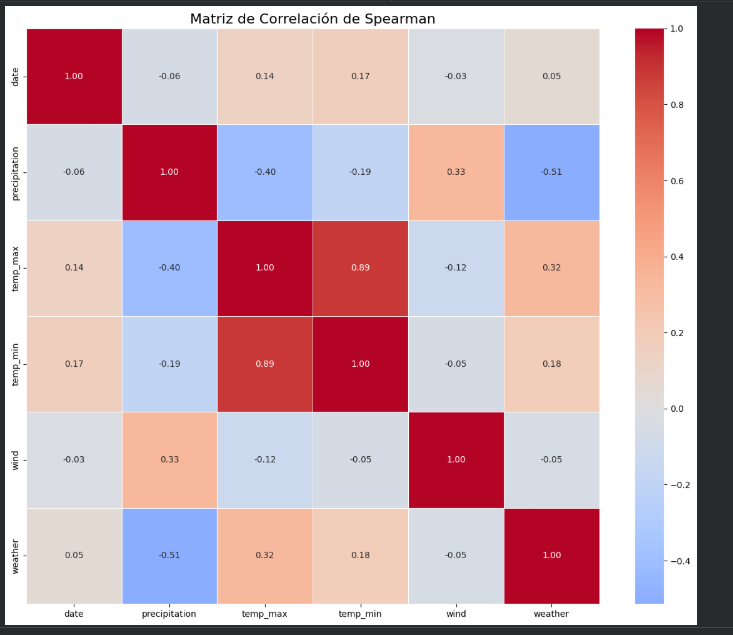 Matriz de Correlación de Spearman
date 1.00 -0.06 0.14 0.17 -0.03 0.05
precipitation -0.06 1.00 -0.40 -0.19 0.33 -0.51
temp_max 0.14 -0.40 1.00 0.89 -0.12 0.32
temp_min 0.17 -0.19 0.89 1.00 -0.05 0.18
wind -0.03 0.33 -0.12 -0.05 1.00 -0.05
weather 0.05 -0.51 0.32 0.18 -0.05 1.00
date precipitation temp_max temp_min wind weather
1.0
0.8
0.6
0.4
0.2
0.0
−0.2
−0.4